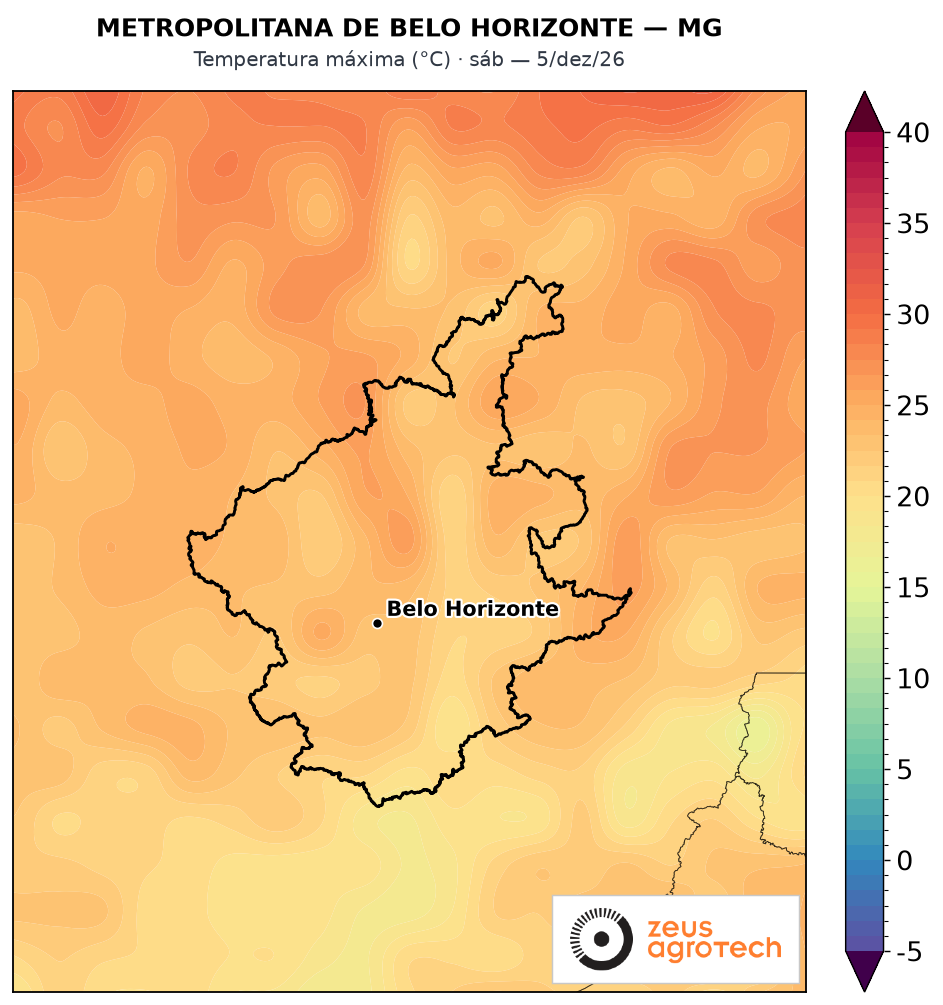 METROPOLITANA DE BELO HORIZONTE — MG
Temperatura máxima (°C) · sáb — 5/dez/26
40
35
30
25
20
15
10
5
0
-5
Belo Horizonte
zeus
agrotech